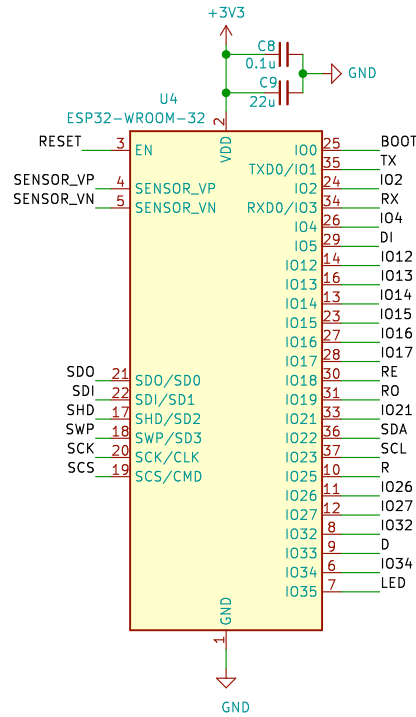 +3V3
C8
0.1u
GND
C9
22u
U4
ESP32-WROOM-32
2
VDD
RESET 3 EN
IO0 25 BOOT
TXD0/IO1 35 TX
SENSOR_VP 4 SENSOR_VP
IO2 24 IO2
SENSOR_VN 5 SENSOR_VN
RXD0/IO3 34 RX
IO4 26 IO4
IO5 29 DI
IO12 14 IO12
IO13 16 IO13
IO14 13 IO14
IO15 23 IO15
IO16 27 IO16
IO17 28 IO17
SDO 21 SDO/SD0
IO18 30 RE
SDI 22 SDI/SD1
IO19 31 RO
SHD 17 SHD/SD2
IO21 33 IO21
SWP 18 SWP/SD3
IO22 36 SDA
SCK 20 SCK/CLK
IO23 37 SCL
SCS 19 SCS/CMD
IO25 10 R
IO26 11 IO26
IO27 12 IO27
IO32 8 IO32
IO33 9 D
IO34 6 IO34
IO35 7 LED
GND
1
GND